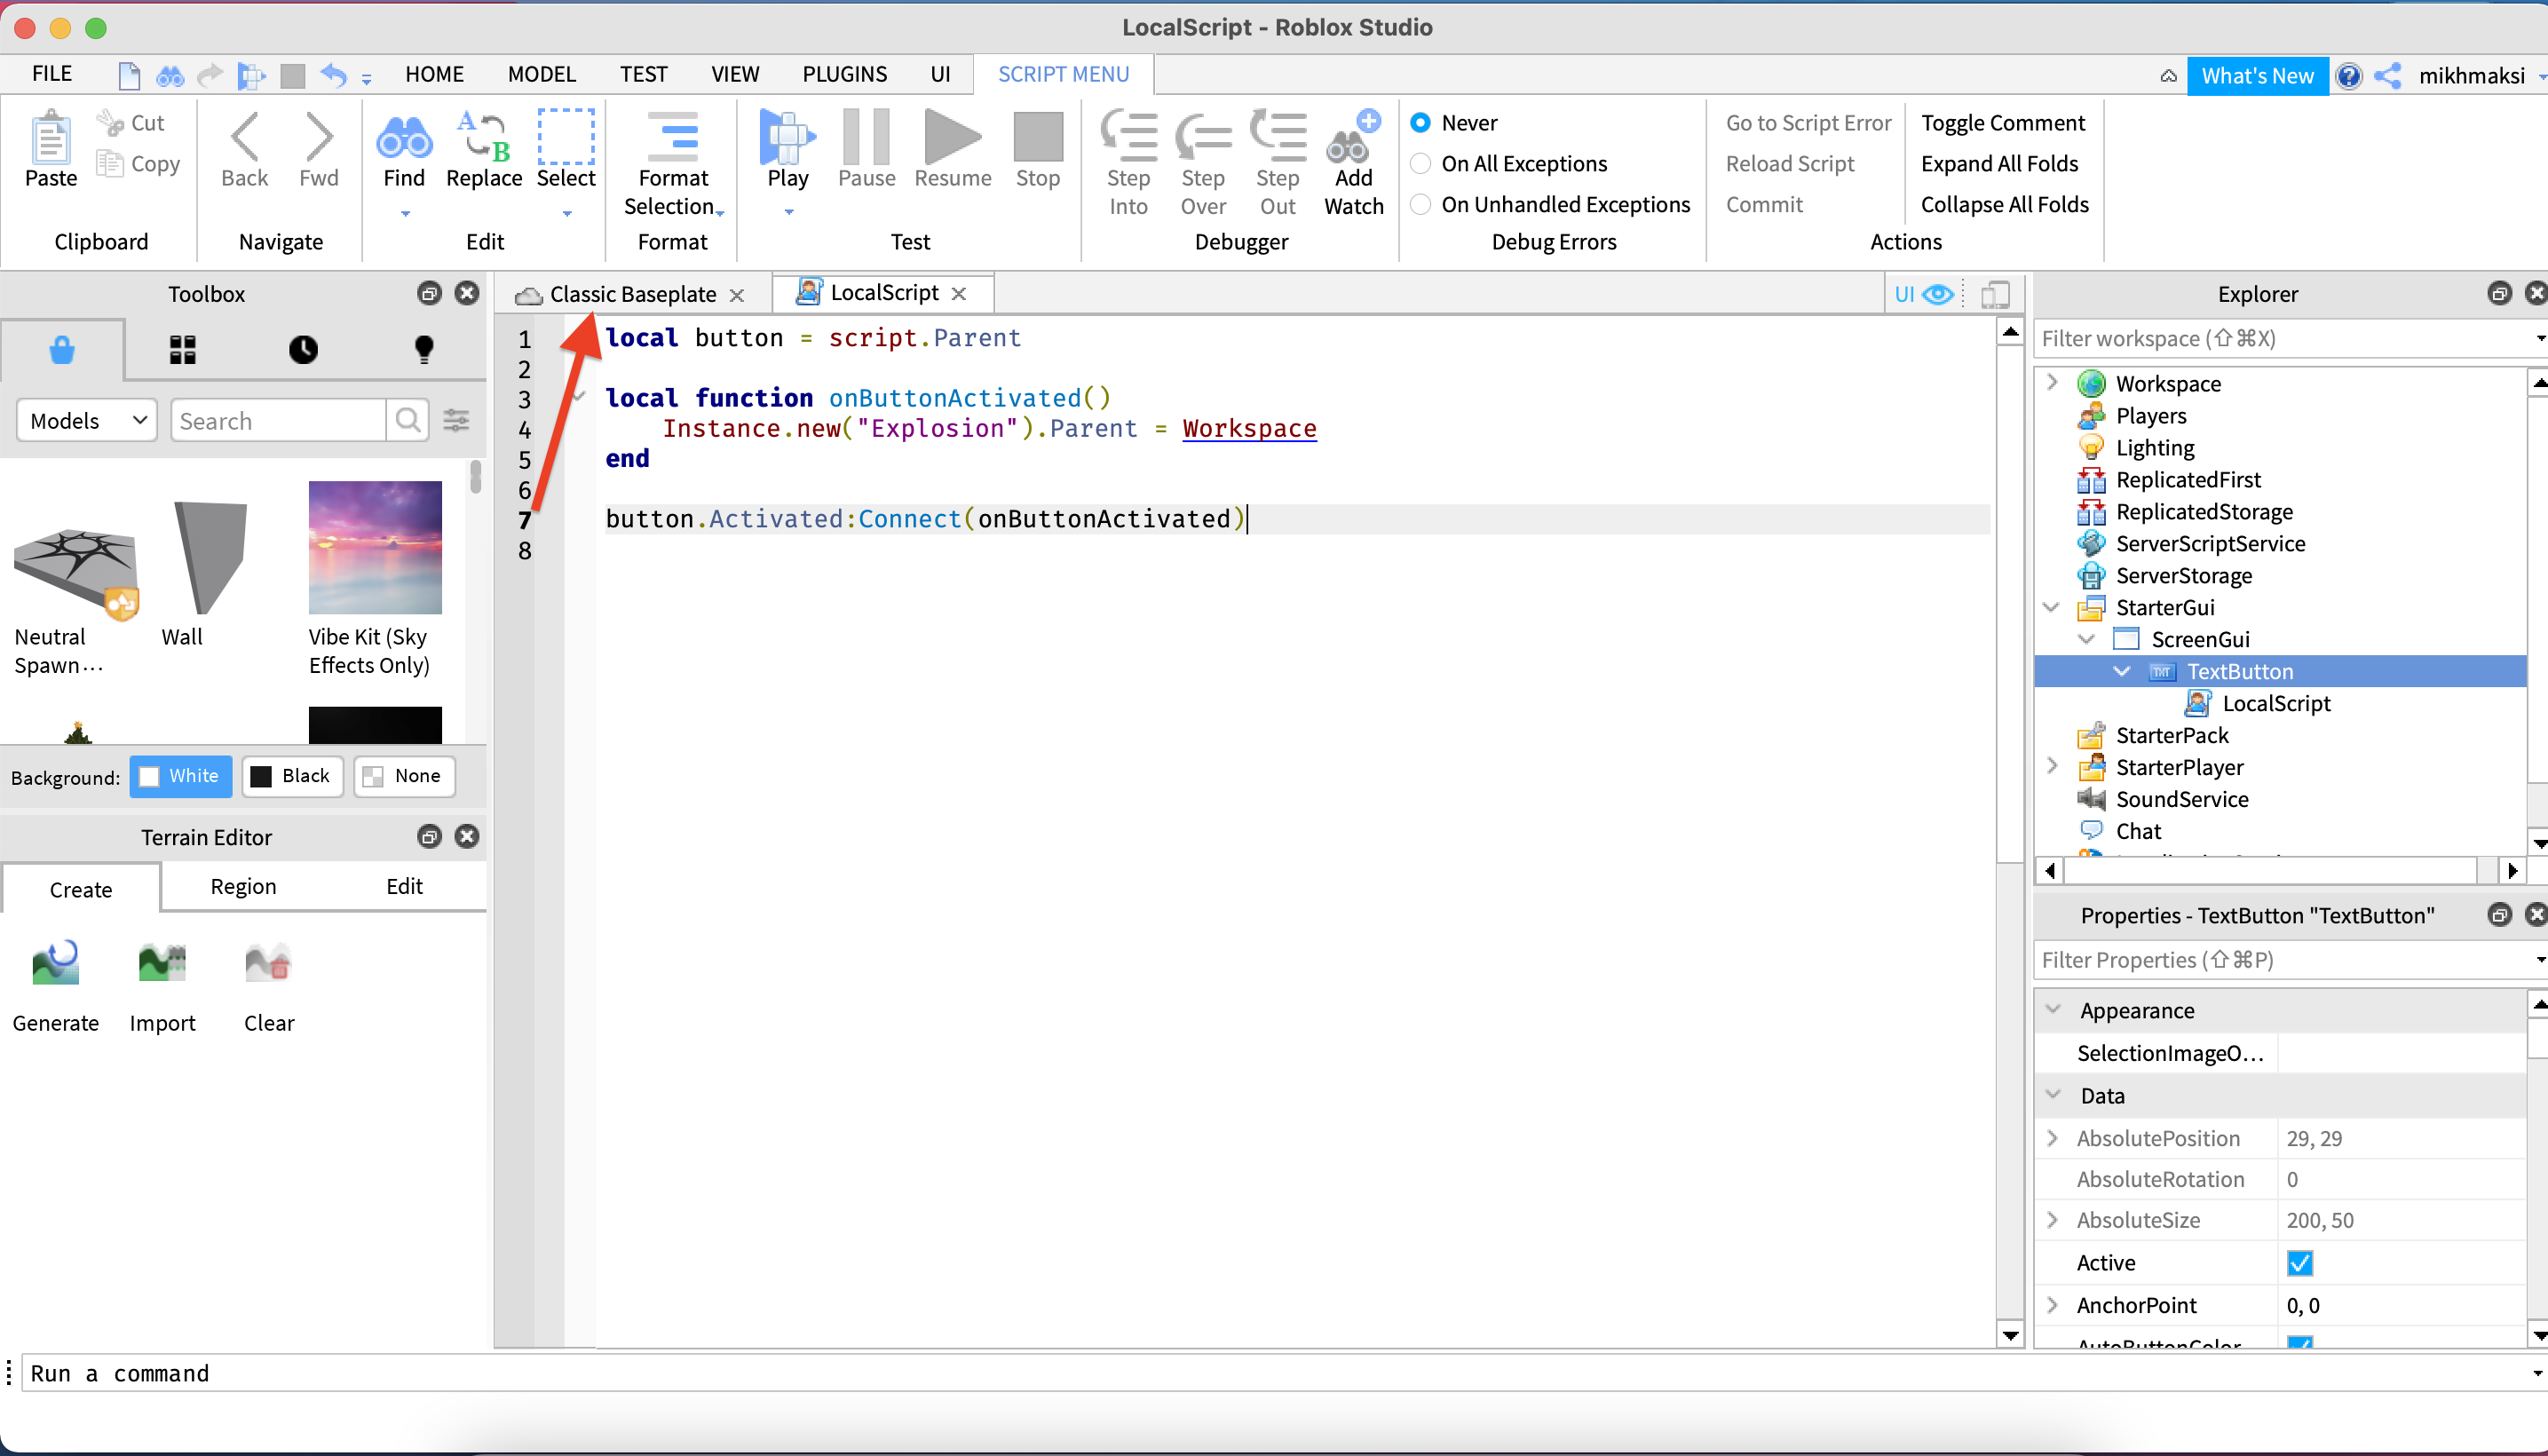 LocalScript - Roblox Studio
FILE HOME MODEL TEST VIEW PLUGINS UI SCRIPT MENU What's New mikhmaksi
Paste
Cut
Copy
Clipboard
Back
Fwd
Navigate
Find
Replace
Select
Edit
Format
Selection
Format
Play
Pause
Resume
Stop
Test
Step
Into
Step
Over
Step
Out
Add
Watch
Debugger
Never
On All Exceptions
On Unhandled Exceptions
Debug Errors
Go to Script Error
Reload Script
Commit
Toggle Comment
Expand All Folds
Collapse All Folds
Actions
Toolbox
Models
Search
Neutral
Spawn...
Wall
Vibe Kit (Sky
Effects Only)
Background: White Black None
Terrain Editor
Create Region Edit
Generate Import Clear
Classic Baseplate
LocalScript
UI
1 local button = script.Parent
2
3 local function onButtonActivated()
4 Instance.new("Explosion").Parent = Workspace
5 end
6
7 button.Activated:Connect(onButtonActivated)
8
Explorer
Filter workspace (⇧⌘X)
Workspace
Players
Lighting
ReplicatedFirst
ReplicatedStorage
ServerScriptService
ServerStorage
StarterGui
ScreenGui
TXT TextButton
LocalScript
StarterPack
StarterPlayer
SoundService
Chat
Properties - TextButton "TextButton"
Filter Properties (⇧⌘P)
Appearance
SelectionImageO...
Data
AbsolutePosition 29, 29
AbsoluteRotation 0
AbsoluteSize 200, 50
Active
AnchorPoint 0, 0
AutoButtonColor
Run a command